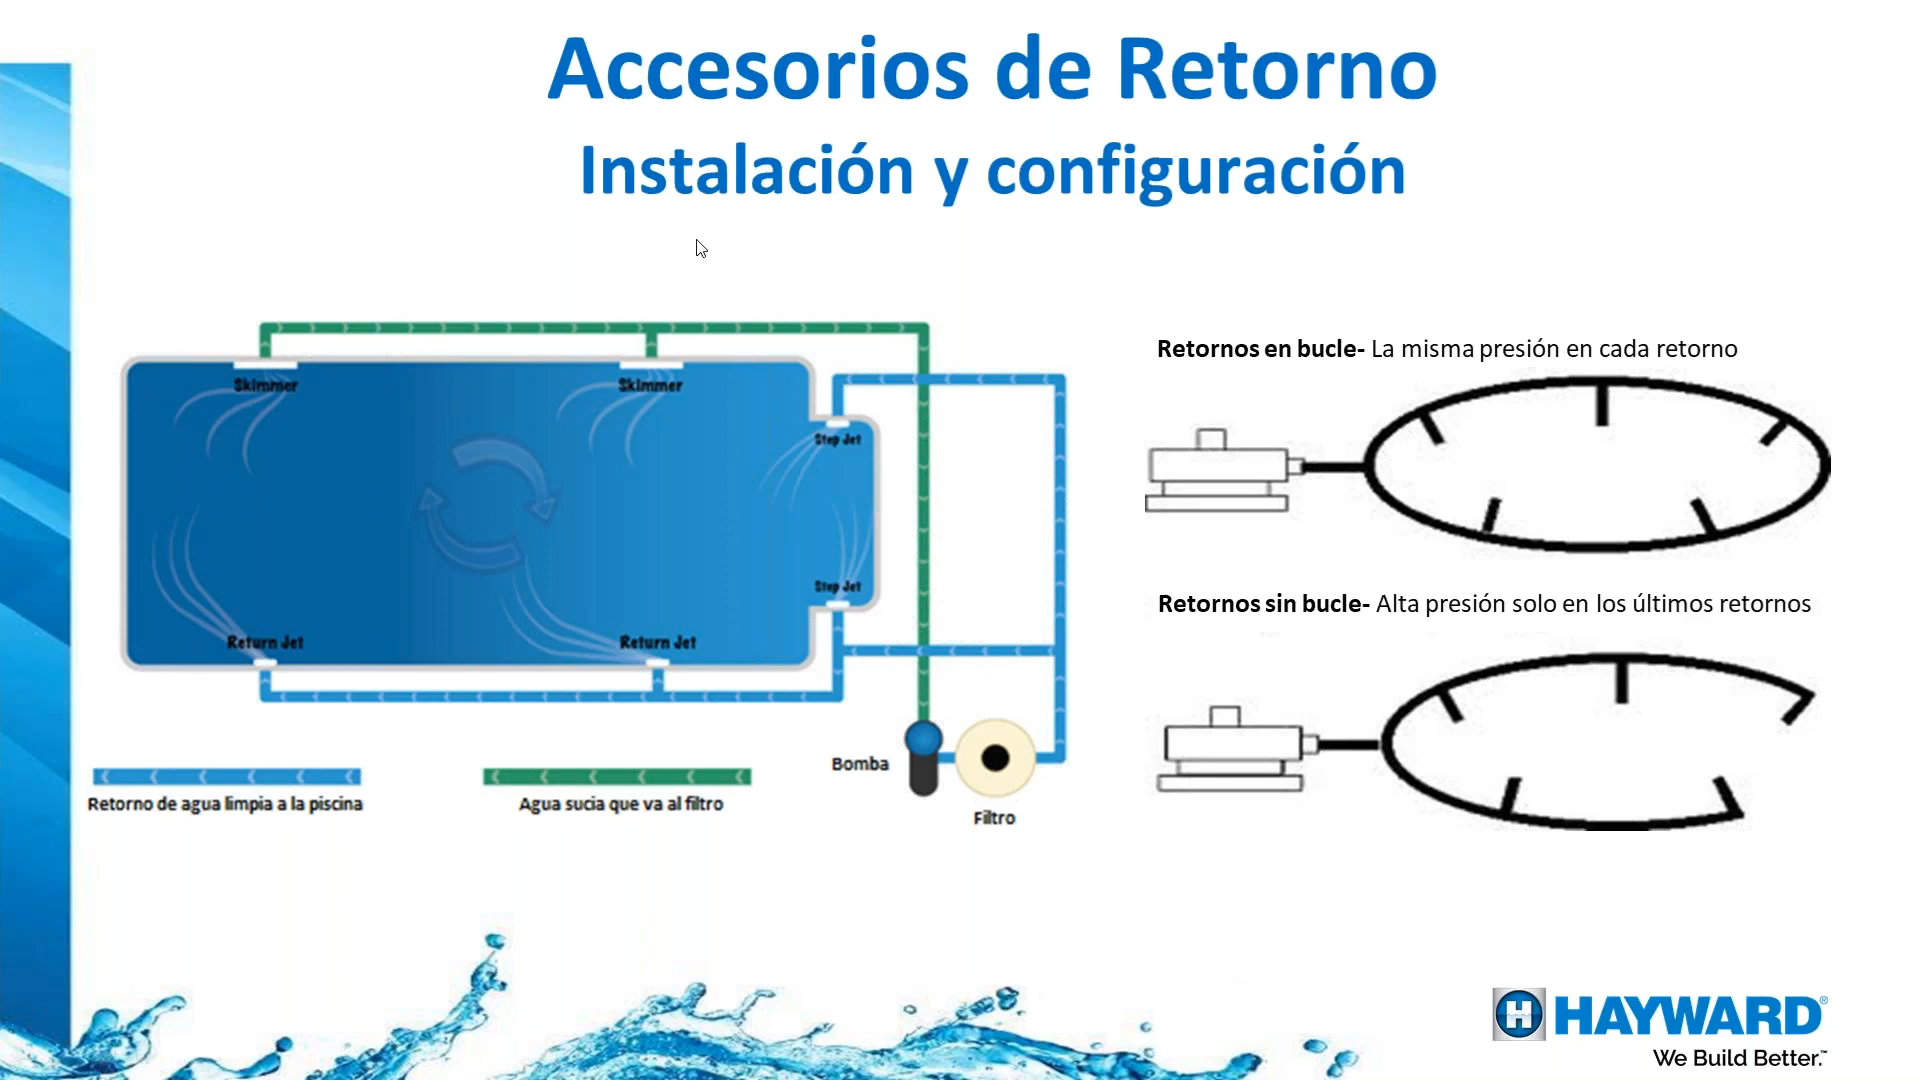 Accesorios de Retorno
Instalación y configuración
Skimmer
Skimmer
Step Jet
Step Jet
Return Jet
Return Jet
Bomba
Filtro
Retorno de agua limpia a la piscina
Agua sucia que va al filtro
Retornos en bucle- La misma presión en cada retorno
Retornos sin bucle- Alta presión solo en los últimos retornos
H HAYWARD®
We Build Better.™